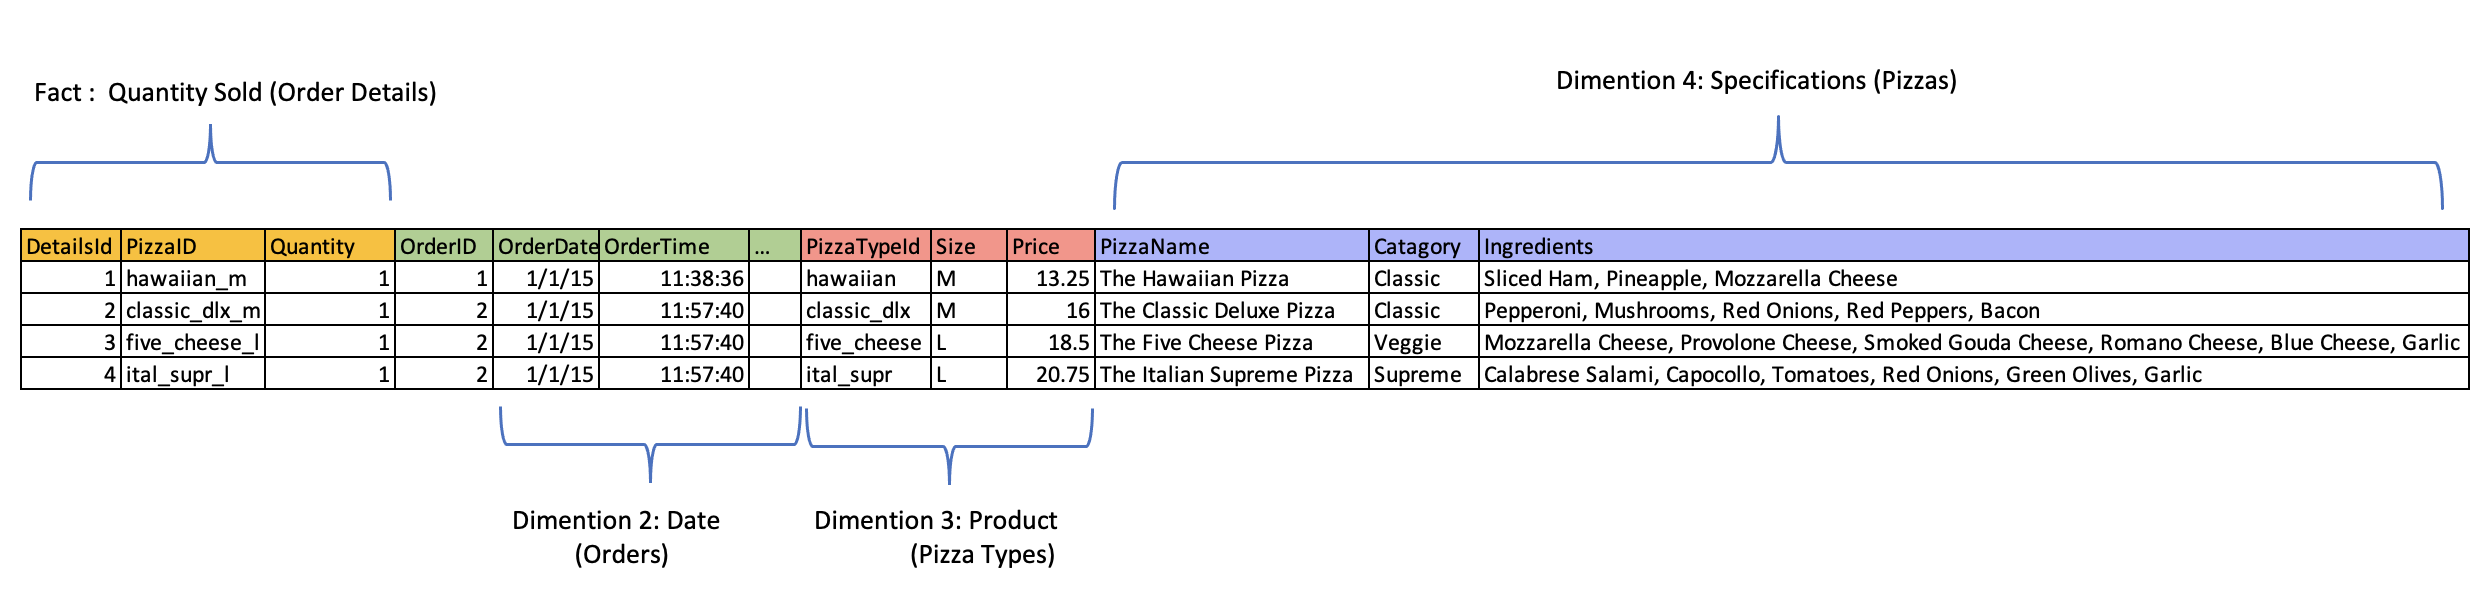 Dimention 4: Specifications (Pizzas)
Fact :  Quantity Sold (Order Details)
DetailsId PizzaID Quantity OrderID OrderDate OrderTime ... PizzaTypeId Size Price PizzaName Catagory Ingredients
1 hawaiian_m 1 1 1/1/15 11:38:36 hawaiian M 13.25 The Hawaiian Pizza Classic Sliced Ham, Pineapple, Mozzarella Cheese
2 classic_dlx_m 1 2 1/1/15 11:57:40 classic_dlx M 16 The Classic Deluxe Pizza Classic Pepperoni, Mushrooms, Red Onions, Red Peppers, Bacon
3 five_cheese_l 1 2 1/1/15 11:57:40 five_cheese L 18.5 The Five Cheese Pizza Veggie Mozzarella Cheese, Provolone Cheese, Smoked Gouda Cheese, Romano Cheese, Blue Cheese, Garlic
4 ital_supr_l 1 2 1/1/15 11:57:40 ital_supr L 20.75 The Italian Supreme Pizza Supreme Calabrese Salami, Capocollo, Tomatoes, Red Onions, Green Olives, Garlic
Dimention 2: Date
(Orders)
Dimention 3: Product
(Pizza Types)